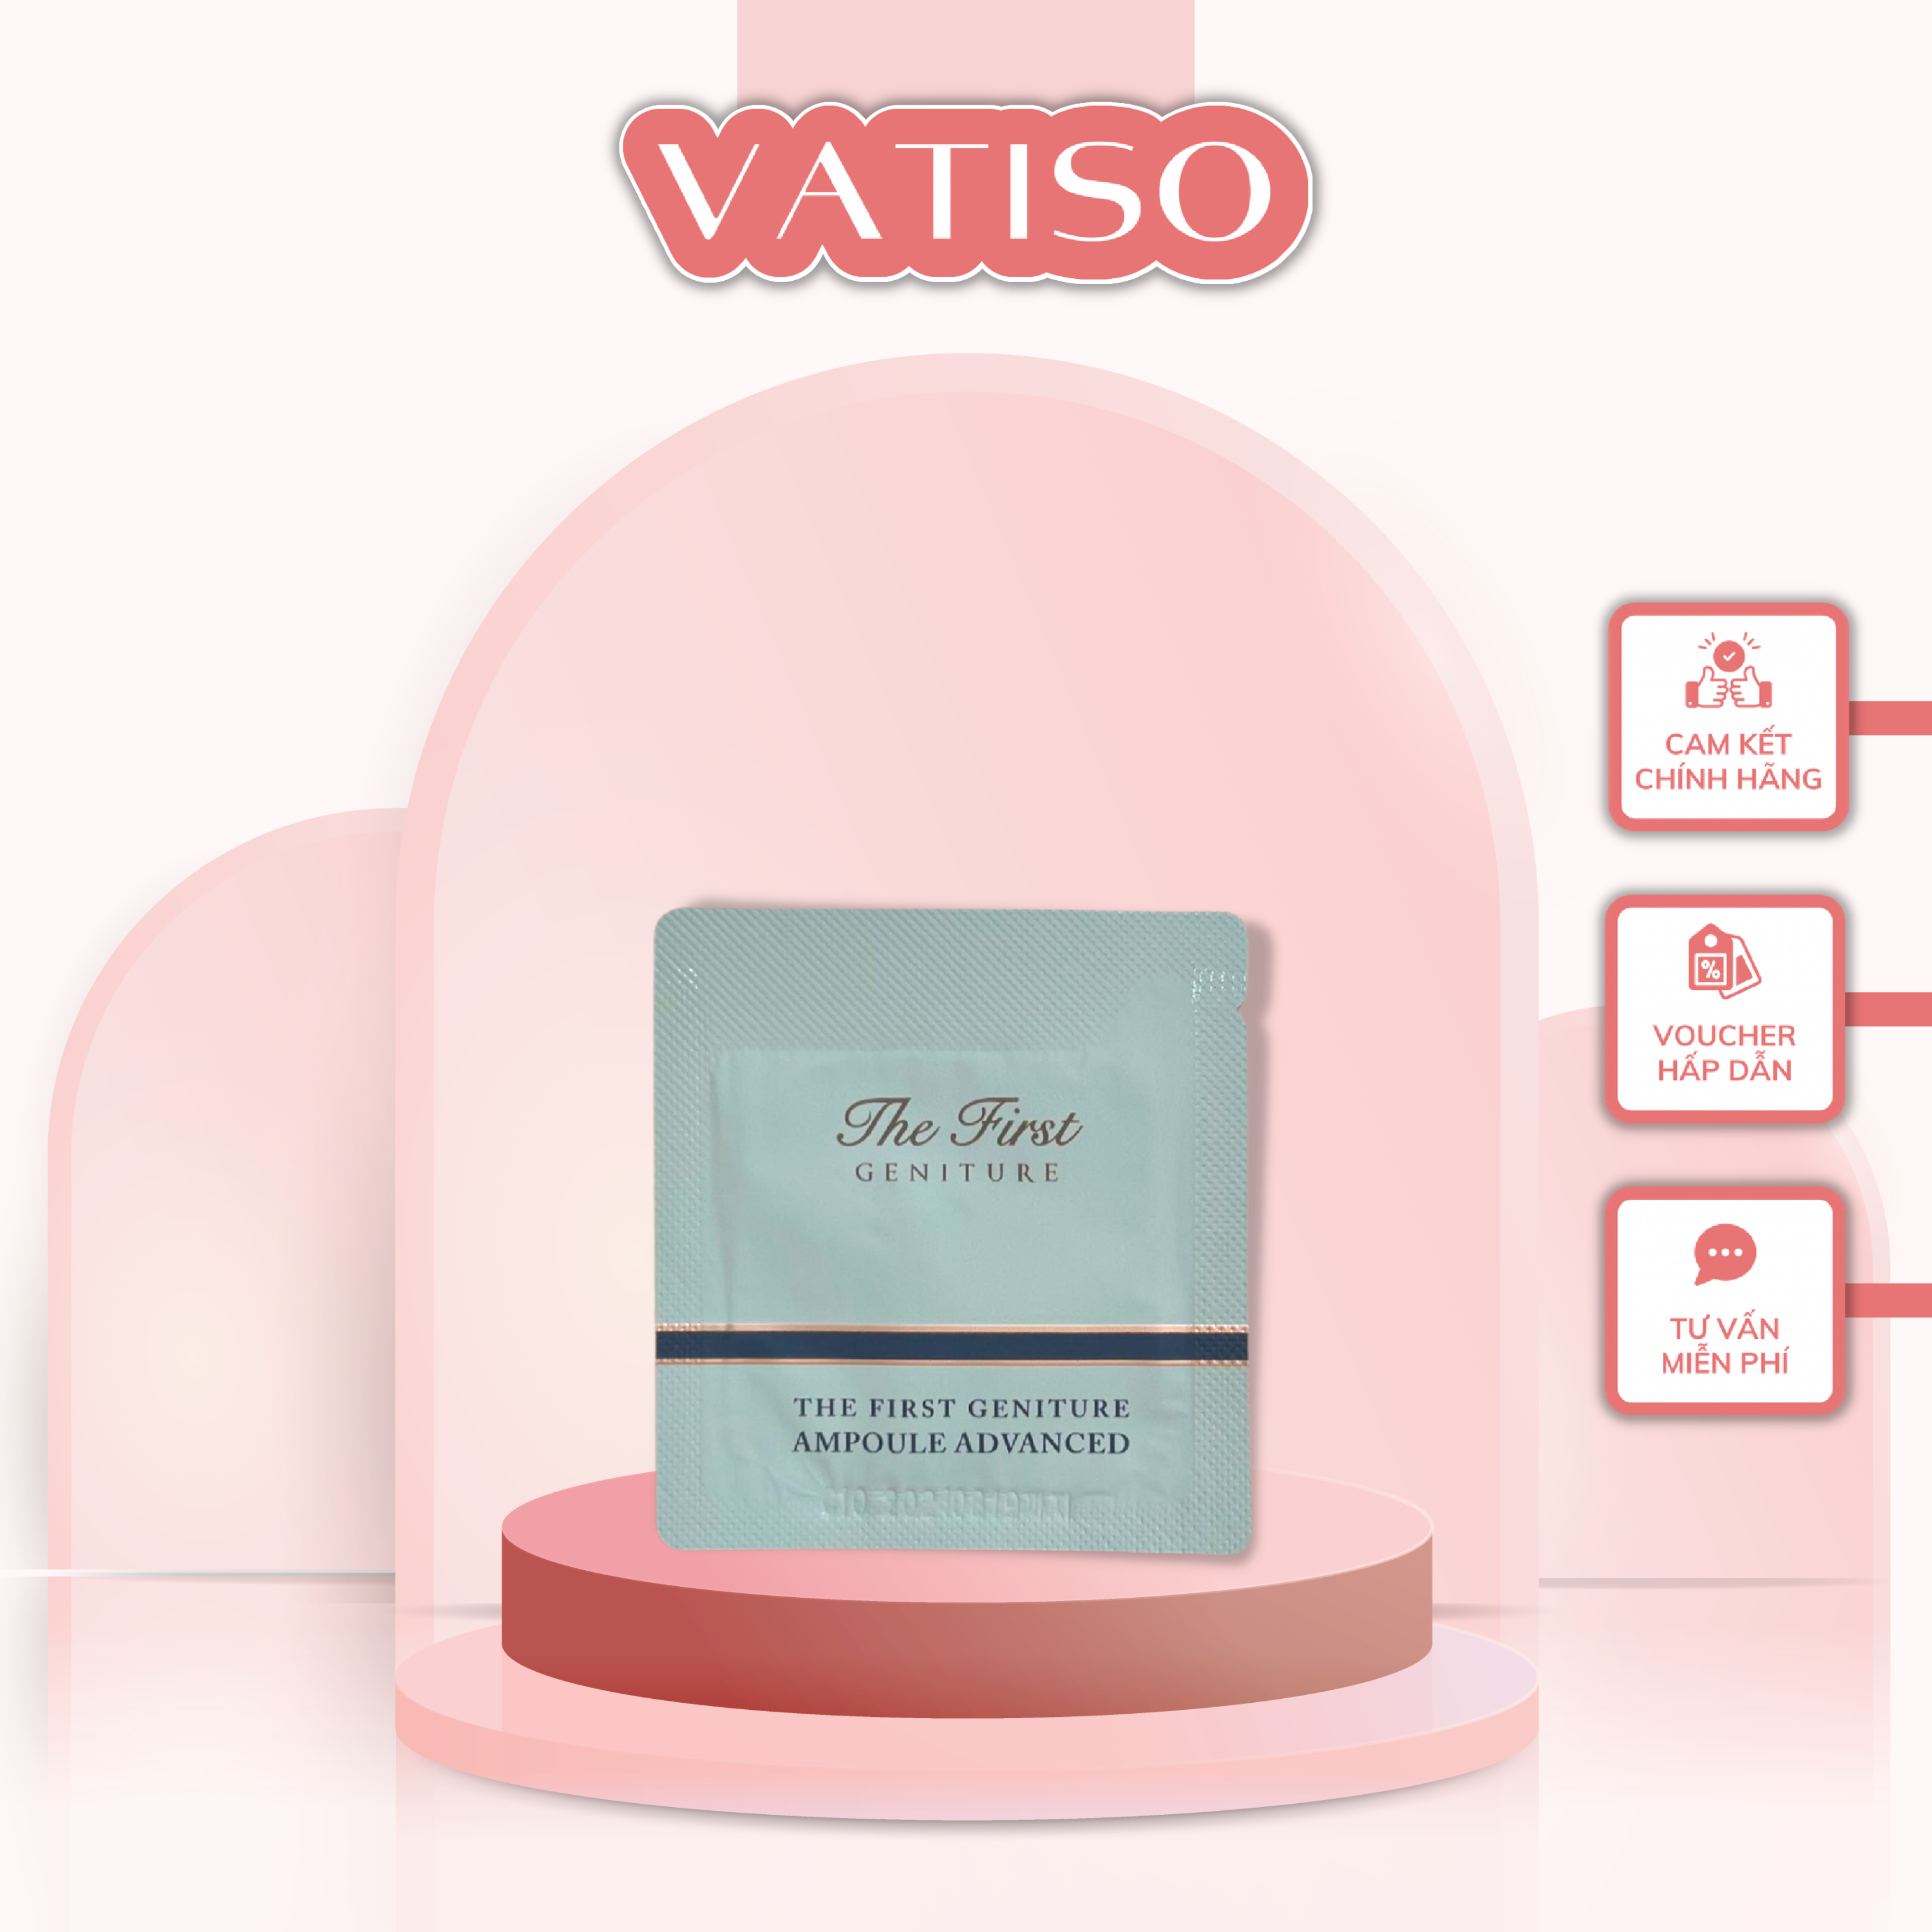 VATISO
CAM KẾT
CHÍNH HÃNG
%
VOUCHER
HẤP DẪN
TƯ VẤN
MIỄN PHÍ
The First
GENITURE
THE FIRST GENITURE
AMPOULE ADVANCED